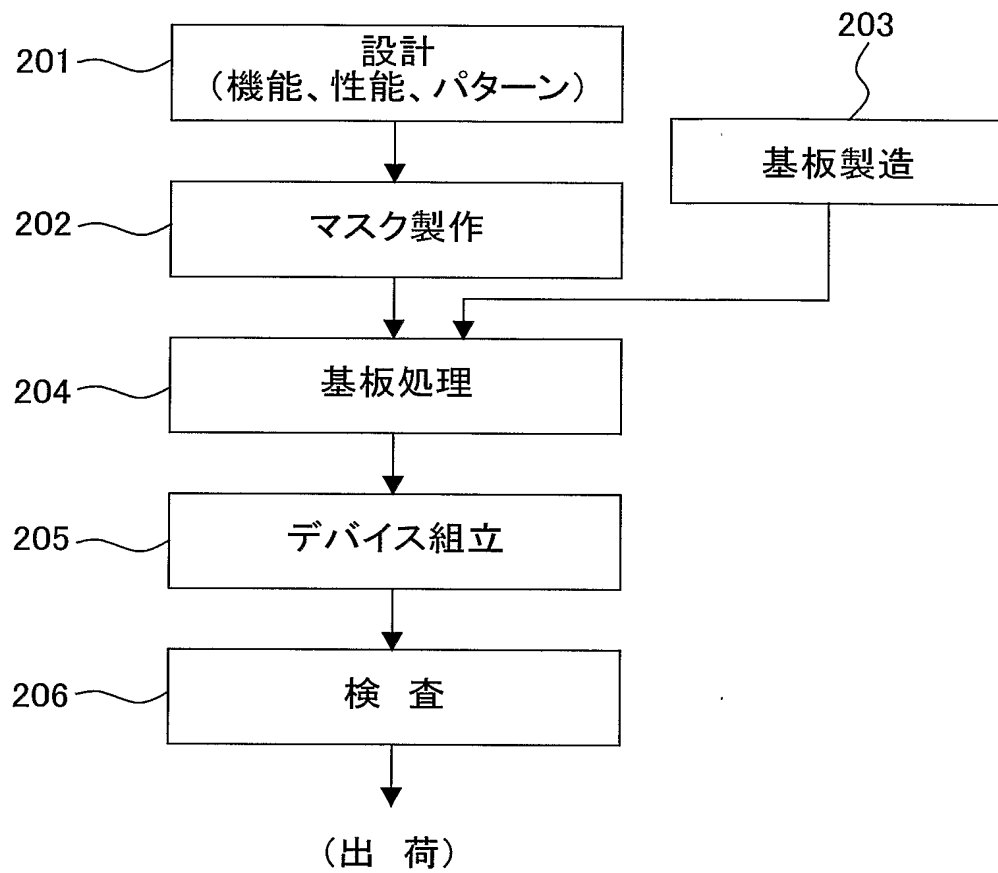 201
設計
（機能、性能、パターン）
203
基板製造
202
マスク製作
204
基板処理
205
デバイス組立
206
検 査
（出 荷）